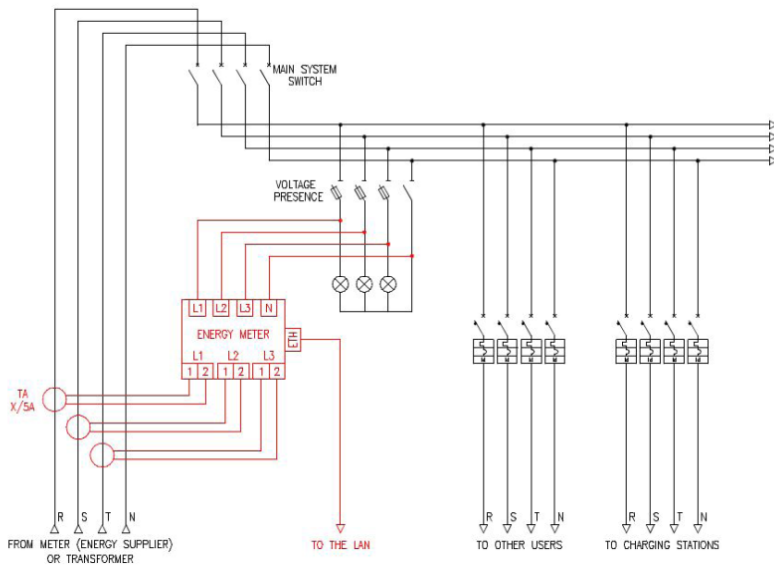 MAIN SYSTEM
SWITCH
VOLTAGE
PRESENCE
L1 L2 L3 N
ENERGY METER
ETH
L1 L2 L3
1 2 1 2 1 2
TA
X/5A
R S T N
R S T N
R S T N
FROM METER (ENERGY SUPPLIER)
OR TRANSFORMER
TO THE LAN
TO OTHER USERS
TO CHARGING STATIONS